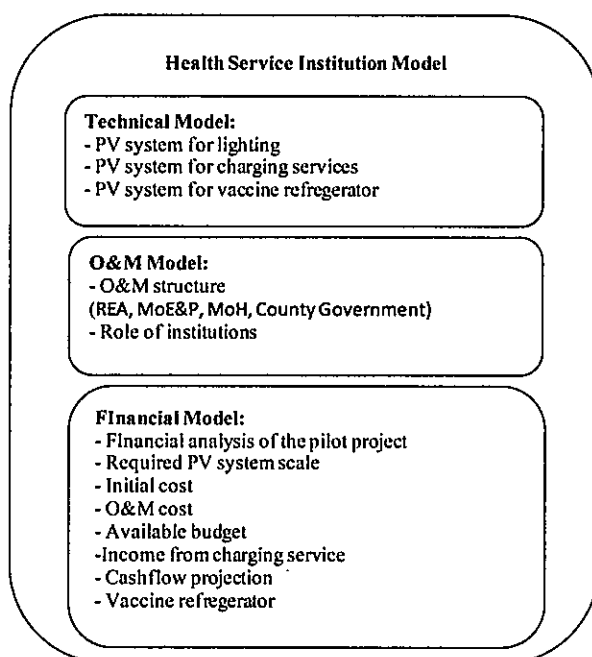 Health Service Institution Model
Technical Model:
- PV system for lighting
- PV system for charging services
- PV system for vaccine refregerator
O&M Model:
- O&M structure
(REA, MoE&P, MoH, County Government)
- Role of institutions
FInancial Model:
- FInancial analysis of the pilot project
- Required PV system scale
- Initial cost
- O&M cost
- Available budget
-Income from charging service
- Cashflow projection
- Vaccine refregerator